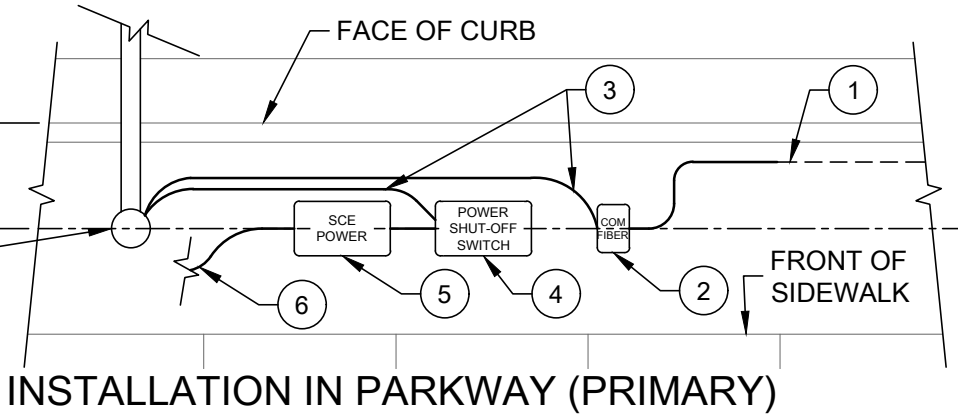 FACE OF CURB
3
1
SCE
POWER
POWER
SHUT-OFF
SWITCH
COM
FIBER
FRONT OF
SIDEWALK
6
5
4
2
INSTALLATION IN PARKWAY (PRIMARY)